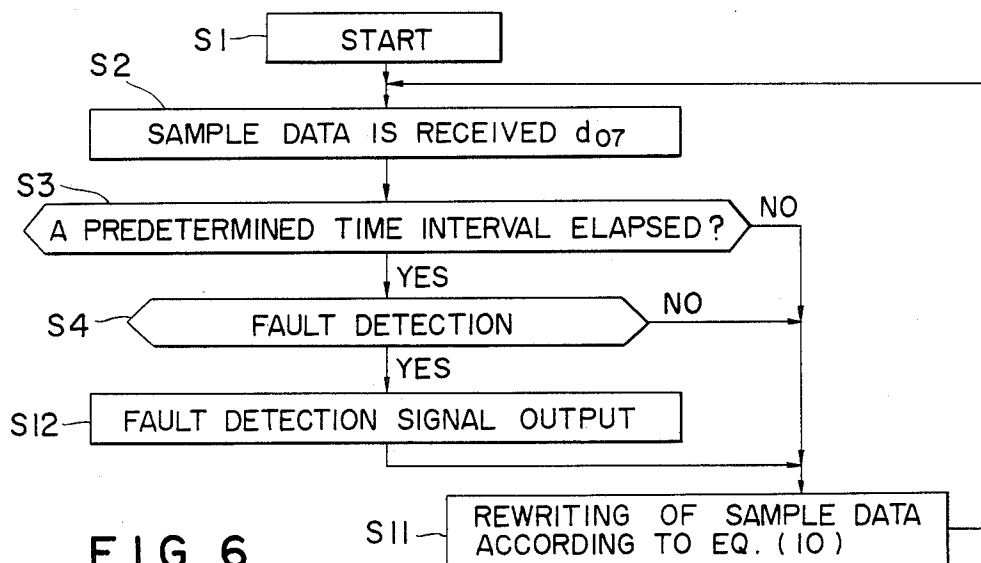 S1 START
S2
SAMPLE DATA IS RECEIVED d07
S3
A PREDETERMINED TIME INTERVAL ELAPSED? NO
YES
S4 FAULT DETECTION NO
YES
S12 FAULT DETECTION SIGNAL OUTPUT
S11 REWRITING OF SAMPLE DATA
ACCORDING TO EQ. (10)
FIG. 6